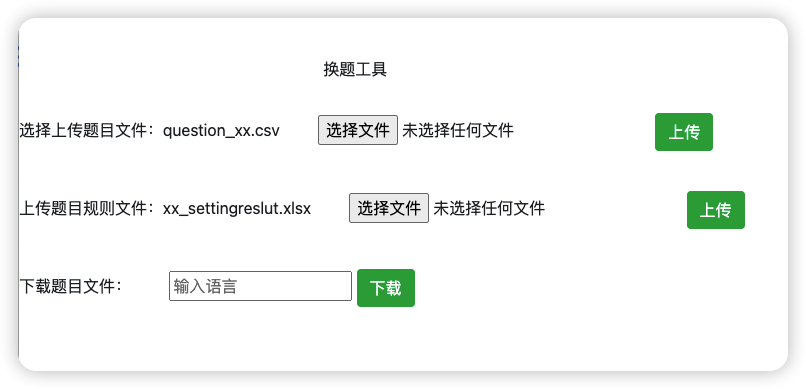 换题工具
选择上传题目文件：question_xx.csv 选择文件 未选择任何文件 上传
上传题目规则文件：xx_settingreslut.xlsx 选择文件 未选择任何文件 上传
下载题目文件： 输入语言 下载